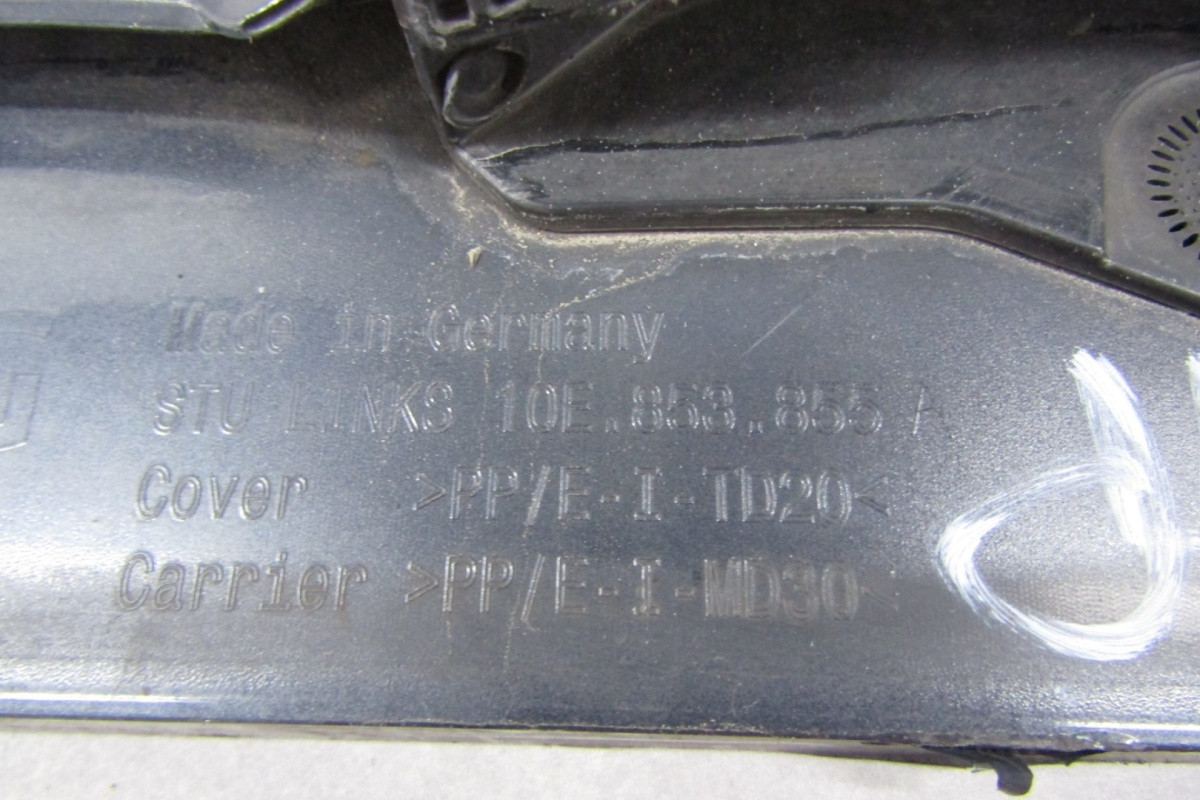 Made in Germany
STU LINKS 10E.853.855 A
Cover >PP/E-I-TD20<
Carrier >PP/E-I-MD30<